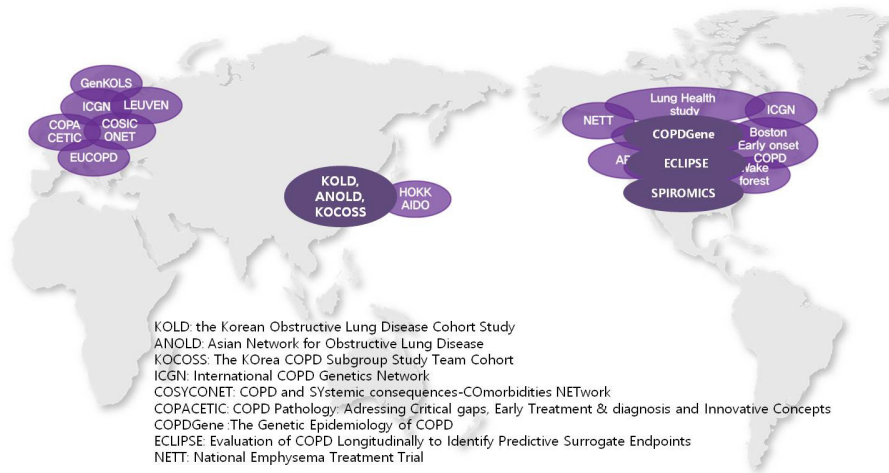 GenKOLS
ICGN
LEUVEN
COPA
CETIC
COSIC
ONET
EUCOPD
KOLD,
ANOLD,
KOCOSS
HOKK
AIDO
Lung Health
study
ICGN
NETT
COPDGene
Boston
Early onset
COPD
ECLIPSE
forest
SPIROMICS
KOLD: the Korean Obstructive Lung Disease Cohort Study
ANOLD: Asian Network for Obstructive Lung Disease
KOCOSS: The KOrea COPD Subgroup Study Team Cohort
ICGN: International COPD Genetics Network
COSYCONET: COPD and SYstemic consequences-COmorbidities NETwork
COPACETIC: COPD Pathology: Adressing Critical gaps, Early Treatment & diagnosis and Innovative Concepts
COPDGene :The Genetic Epidemiology of COPD
ECLIPSE: Evaluation of COPD Longitudinally to Identify Predictive Surrogate Endpoints
NETT: National Emphysema Treatment Trial